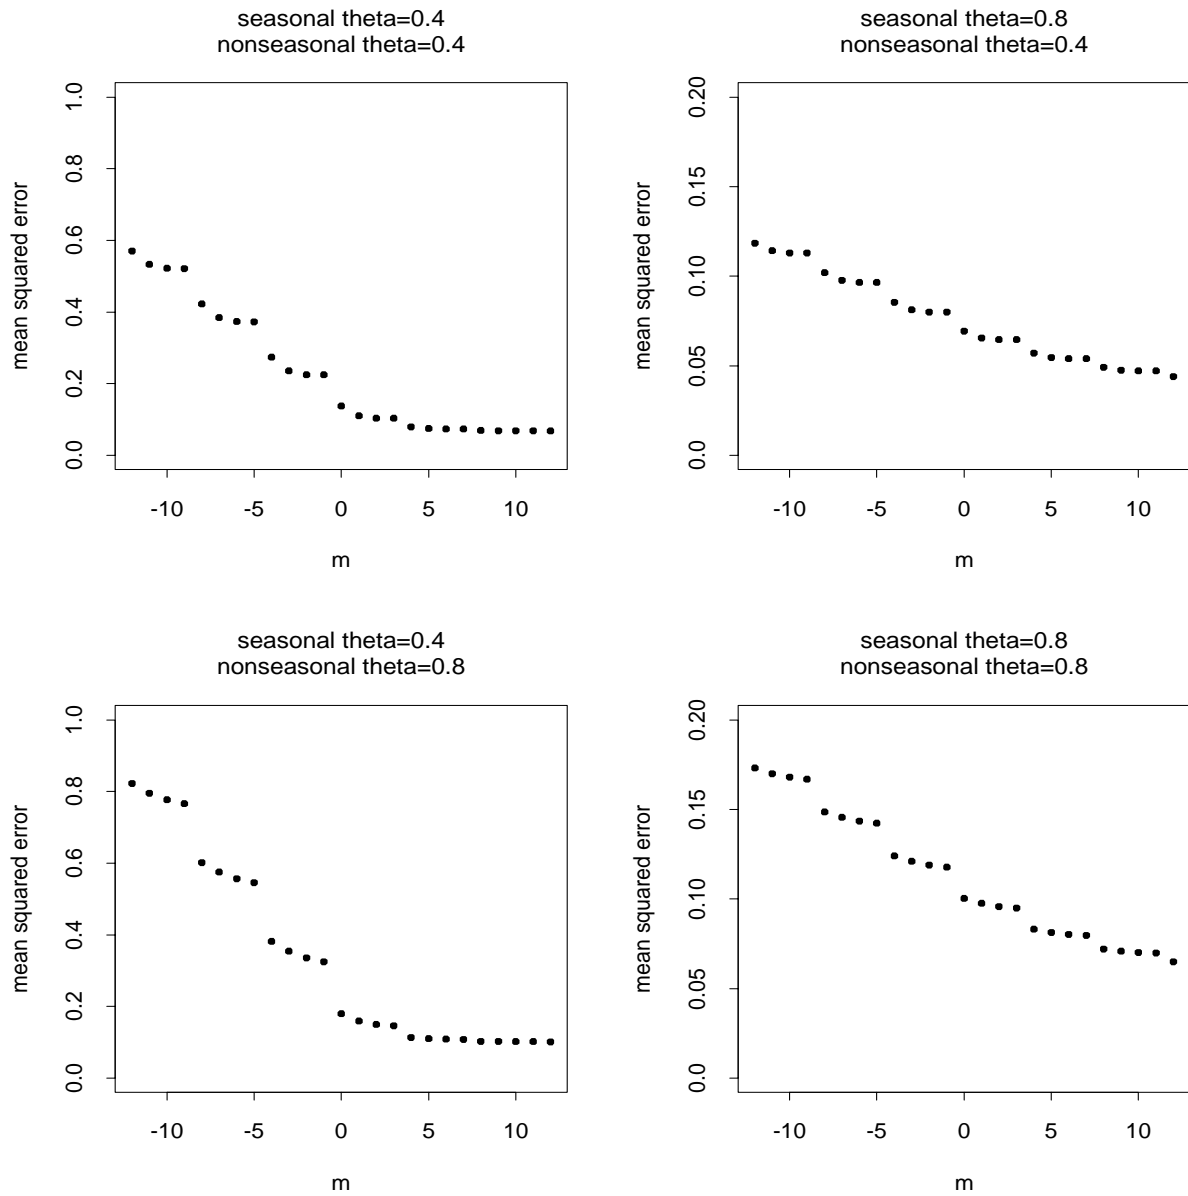 seasonal theta=0.4
nonseasonal theta=0.4
mean squared error
1.0
0.8
0.6
0.4
0.2
0.0
-10 -5 0 5 10
m
seasonal theta=0.8
nonseasonal theta=0.4
mean squared error
0.20
0.15
0.10
0.05
0.0
-10 -5 0 5 10
m
seasonal theta=0.4
nonseasonal theta=0.8
mean squared error
1.0
0.8
0.6
0.4
0.2
0.0
-10 -5 0 5 10
m
seasonal theta=0.8
nonseasonal theta=0.8
mean squared error
0.20
0.15
0.10
0.05
0.0
-10 -5 0 5 10
m